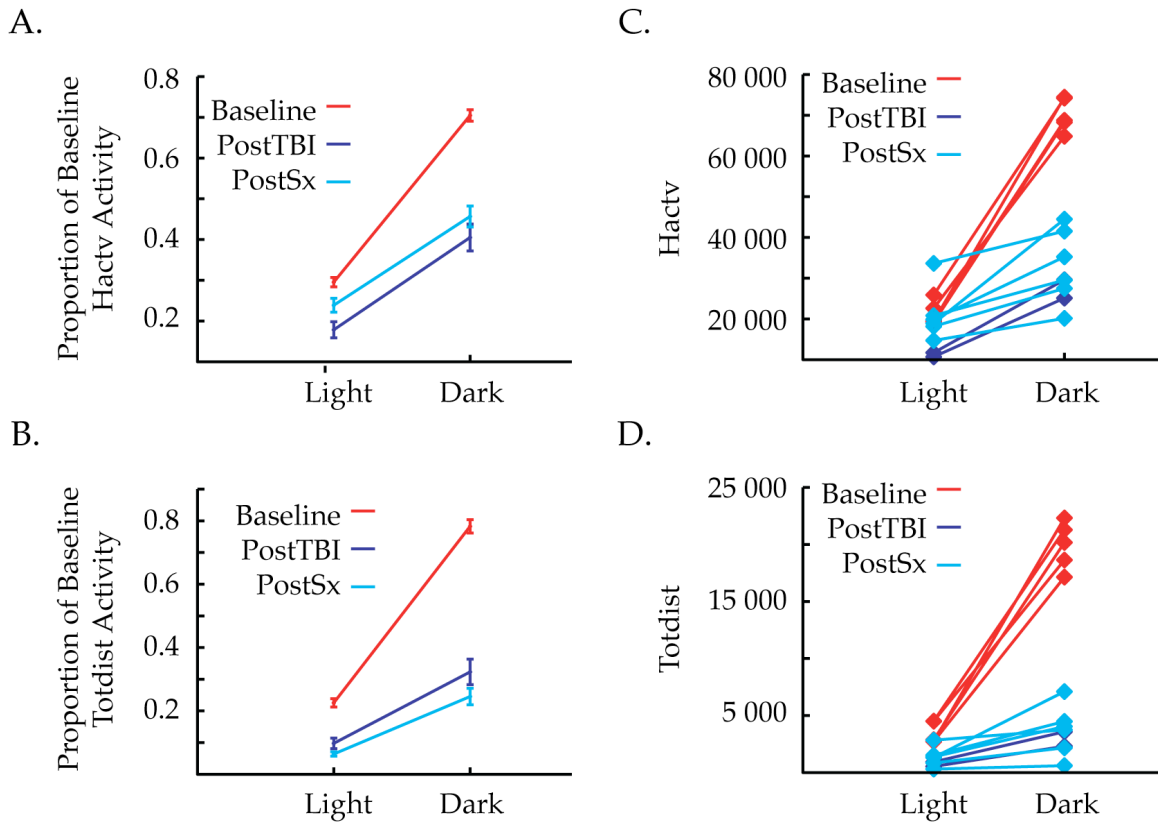 A.
Proportion of Baseline
Hactv Activity
0.8
0.6
0.4
0.2
Baseline
PostTBI
PostSx
Light Dark
B.
Proportion of Baseline
Totdist Activity
0.8
0.6
0.4
0.2
Baseline
PostTBI
PostSx
Light Dark
C.
Hactv
80 000
60 000
40 000
20 000
Baseline
PostTBI
PostSx
Light Dark
D.
Totdist
25 000
15 000
5 000
Baseline
PostTBI
PostSx
Light Dark